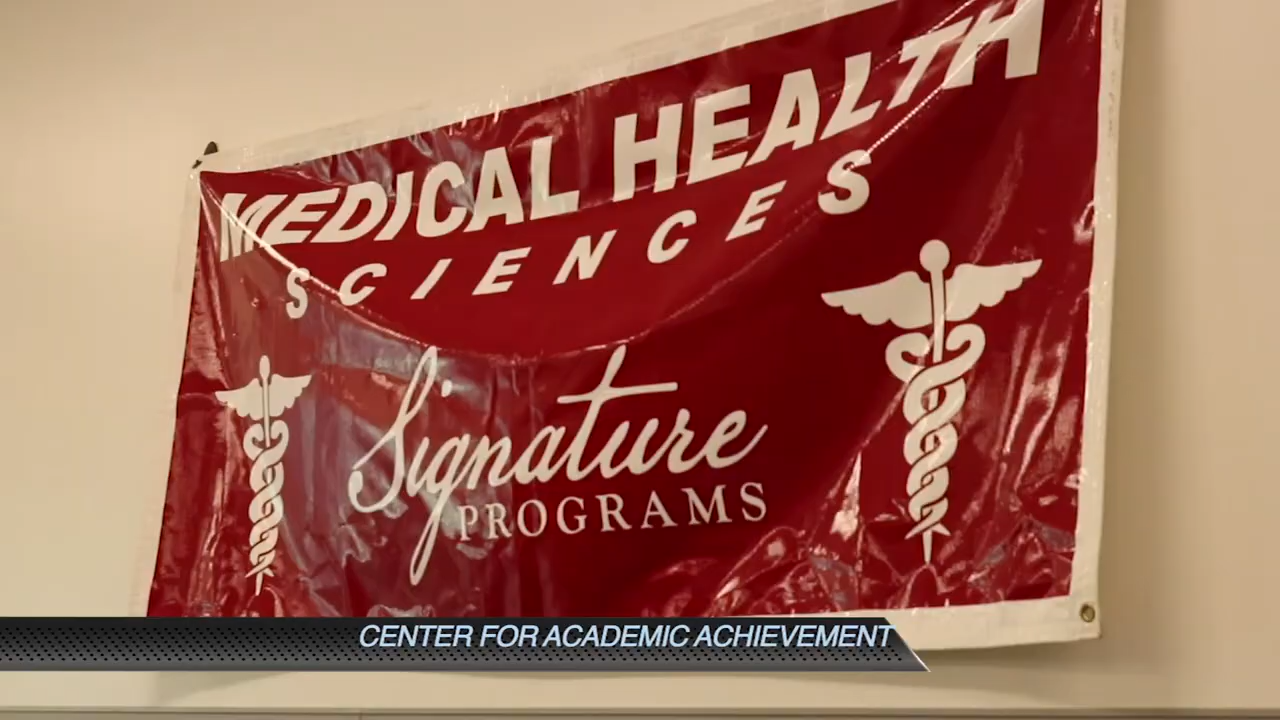 MEDICAL HEALTH
SCIENCES
Signature
PROGRAMS
CENTER FOR ACADEMIC ACHIEVEMENT